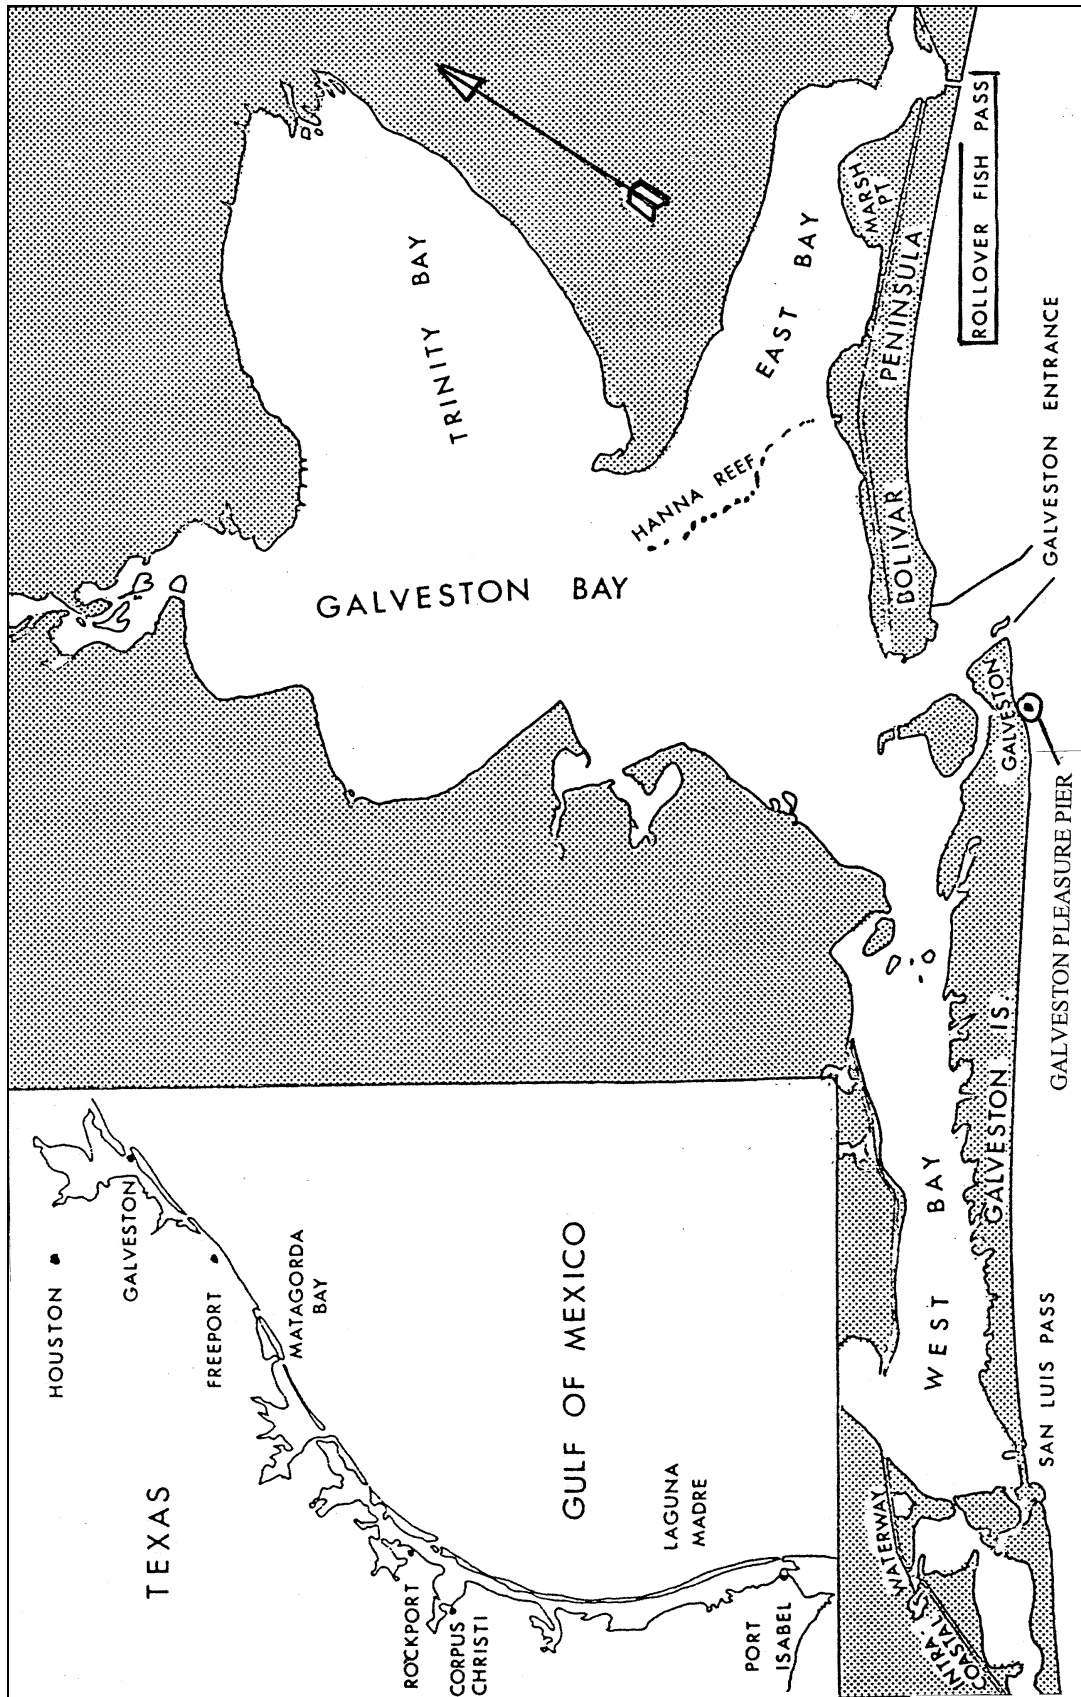 TEXAS
HOUSTON
GALVESTON
FREEPORT
MATAGORDA
BAY
ROCKPORT
CORPUS
CHRISTI
GULF OF MEXICO
LAGUNA
MADRE
PORT
ISABEL
TRINITY BAY
GALVESTON BAY
HANNA REEF
EAST BAY
MARSH
PT.
BOLIVAR PENINSULA
ROLLOVER FISH PASS
GALVESTON ENTRANCE
GALVESTON
GALVESTON PLEASURE PIER
GALVESTON IS.
WEST BAY
SAN LUIS PASS
INTRA
COASTAL
WATERWAY